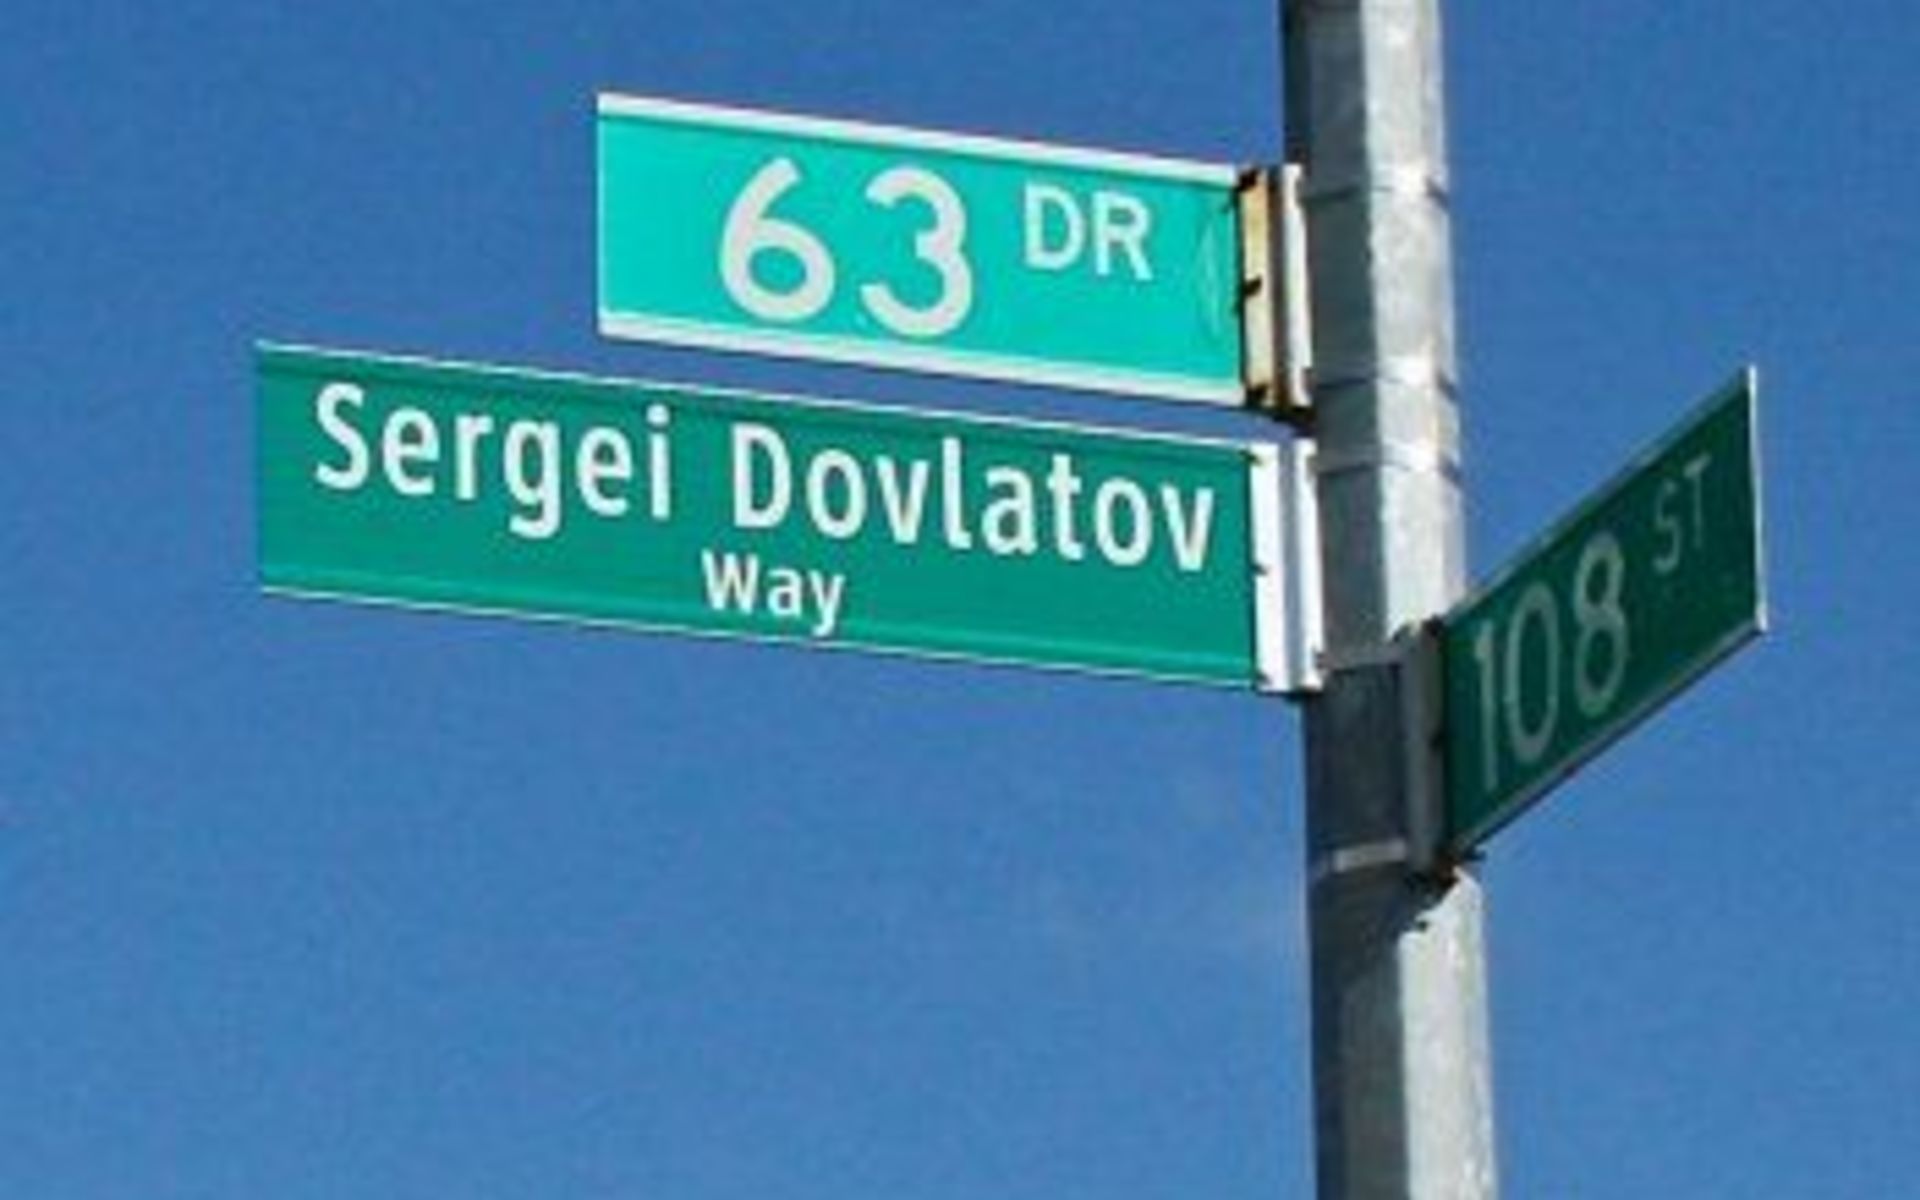 63 DR
Sergei Dovlatov
Way
108 ST